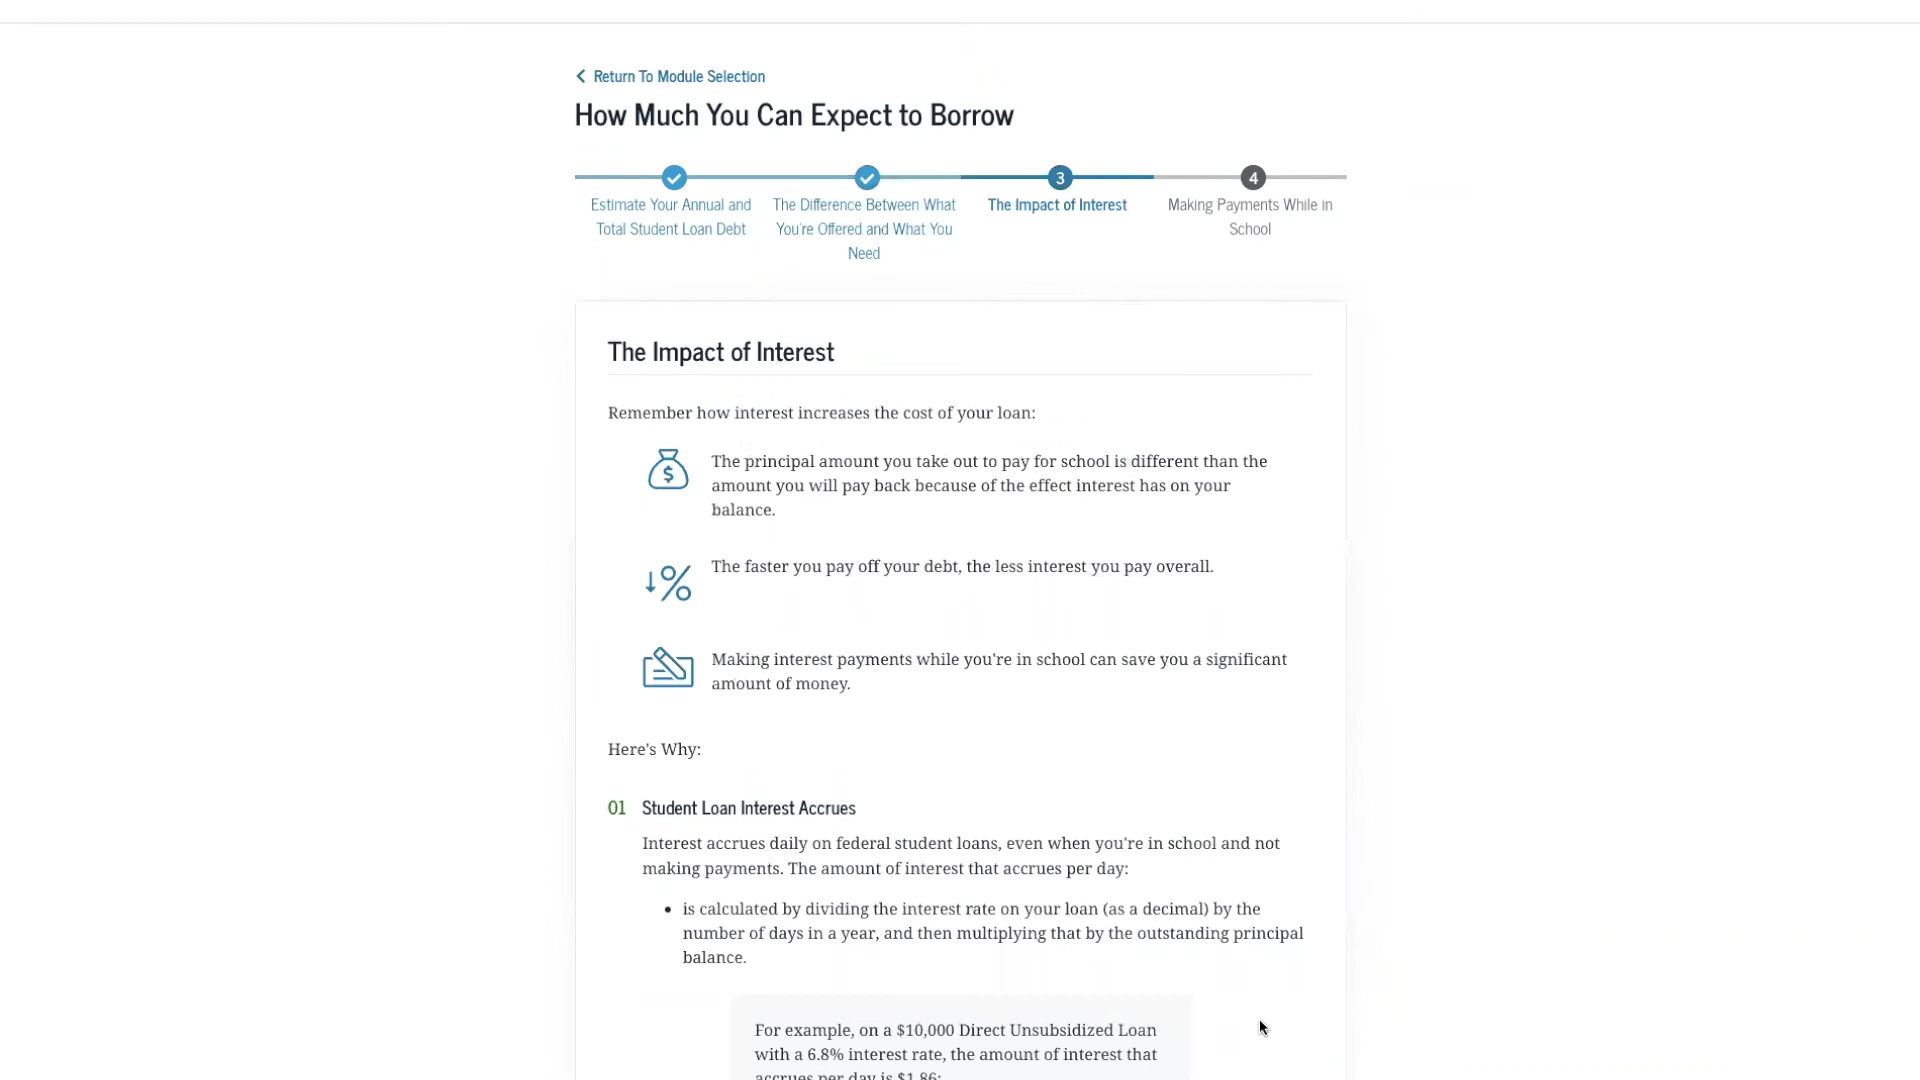 Return To Module Selection
How Much You Can Expect to Borrow
3
4
Estimate Your Annual and
Total Student Loan Debt
The Difference Between What
You're Offered and What You
Need
The Impact of Interest
Making Payments While in
School
The Impact of Interest
Remember how interest increases the cost of your loan:
$
The principal amount you take out to pay for school is different than the
amount you will pay back because of the effect interest has on your
balance.
%
The faster you pay off your debt, the less interest you pay overall.
Making interest payments while you're in school can save you a significant
amount of money.
Here's Why:
01 Student Loan Interest Accrues
Interest accrues daily on federal student loans, even when you're in school and not
making payments. The amount of interest that accrues per day:
• is calculated by dividing the interest rate on your loan (as a decimal) by the
number of days in a year, and then multiplying that by the outstanding principal
balance.
For example, on a $10,000 Direct Unsubsidized Loan
with a 6.8% interest rate, the amount of interest that
accrues per day is $1.86: